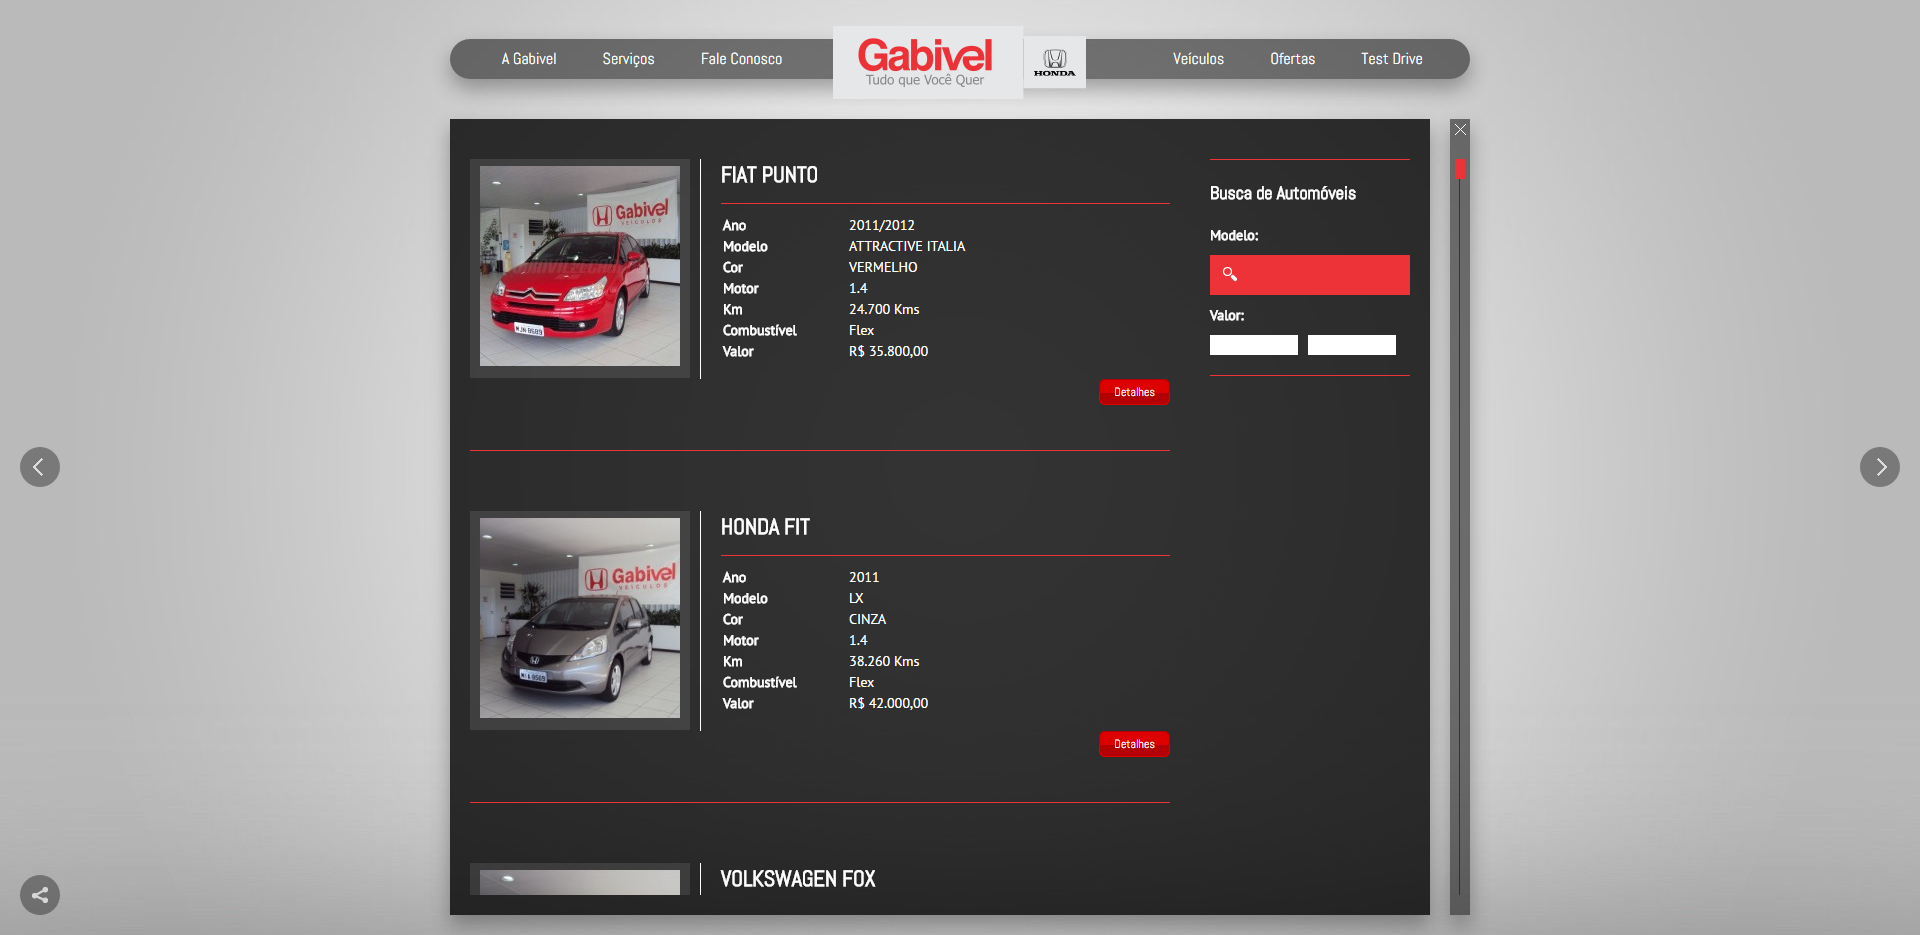 A Gabivel
Serviços
Fale Conosco
Gabivel
Tudo que Você Quer
HONDA
Veículos
Ofertas
Test Drive
Gabivel
VEÍCULOS
FIAT PUNTO
Ano 2011/2012
Modelo ATTRACTIVE ITALIA
Cor VERMELHO
Motor 1.4
Km 24.700 Kms
Combustível Flex
Valor R$ 35.800,00
Detalhes
Busca de Automóveis
Modelo:
Valor:
Gabivel
VEÍCULOS
HONDA FIT
Ano 2011
Modelo LX
Cor CINZA
Motor 1.4
Km 38.260 Kms
Combustível Flex
Valor R$ 42.000,00
Detalhes
VOLKSWAGEN FOX